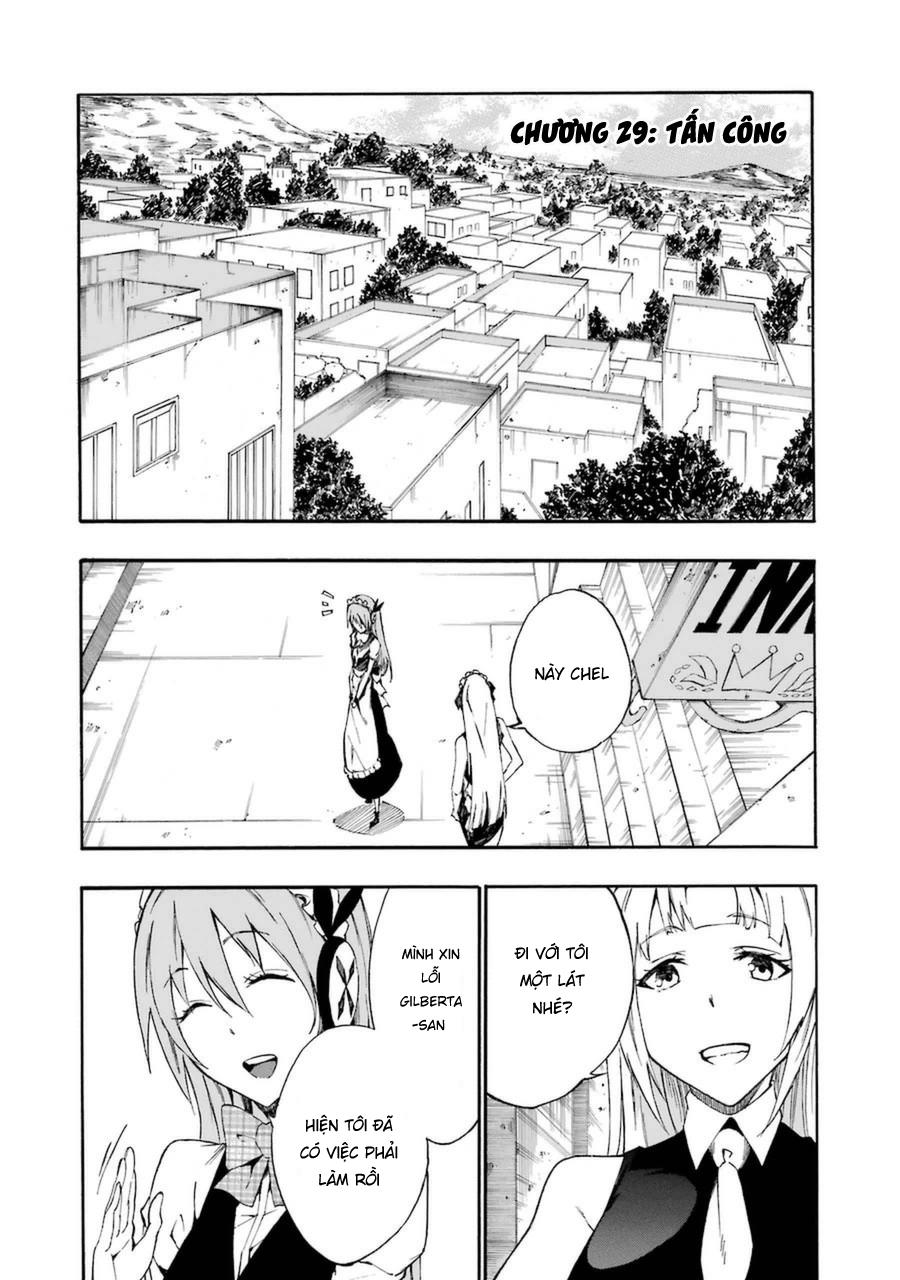 CHƯƠNG 29: TẤN CÔNG
INN
NÀY CHEL
ĐI VỚI TÔI
MỘT LÁT
NHÉ?
MÌNH XIN
LỖI
GILBERTA
-SAN
HIỆN TÔI ĐÃ
CÓ VIỆC PHẢI
LÀM RỒI